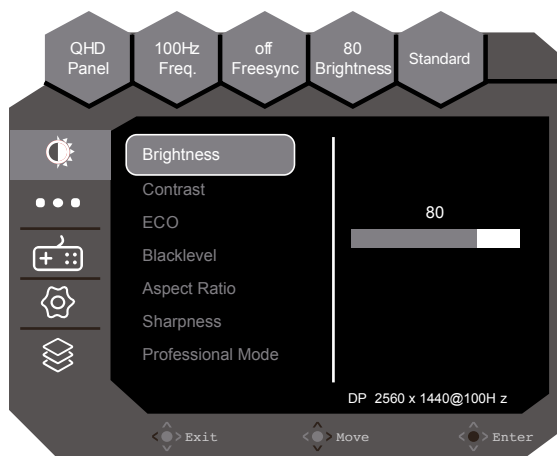 QHD
Panel
100Hz
Freq.
off
Freesync
80
Brightness
Standard
Brightness
Contrast
ECO
Blacklevel
Aspect Ratio
Sharpness
Professional Mode
80
DP 2560 x 1440@100H z
Exit
Move
Enter